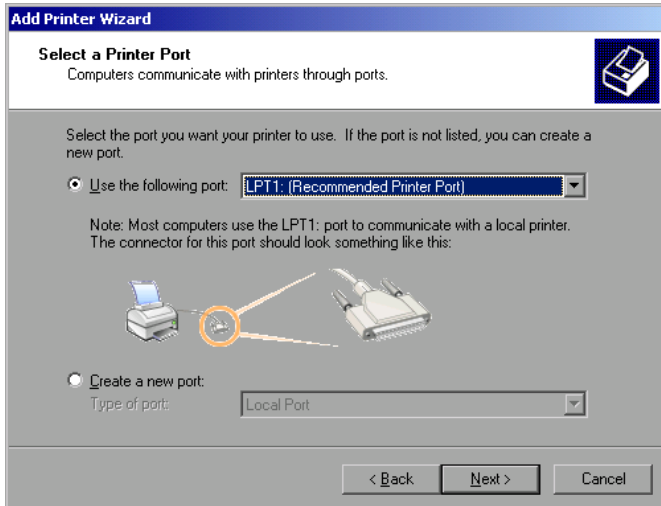 Add Printer Wizard
Select a Printer Port
Computers communicate with printers through ports.
Select the port you want your printer to use. If the port is not listed, you can create a
new port.
Use the following port: LPT1: (Recommended Printer Port)
Note: Most computers use the LPT1: port to communicate with a local printer.
The connector for this port should look something like this:
Create a new port:
Type of port: Local Port
< Back Next > Cancel